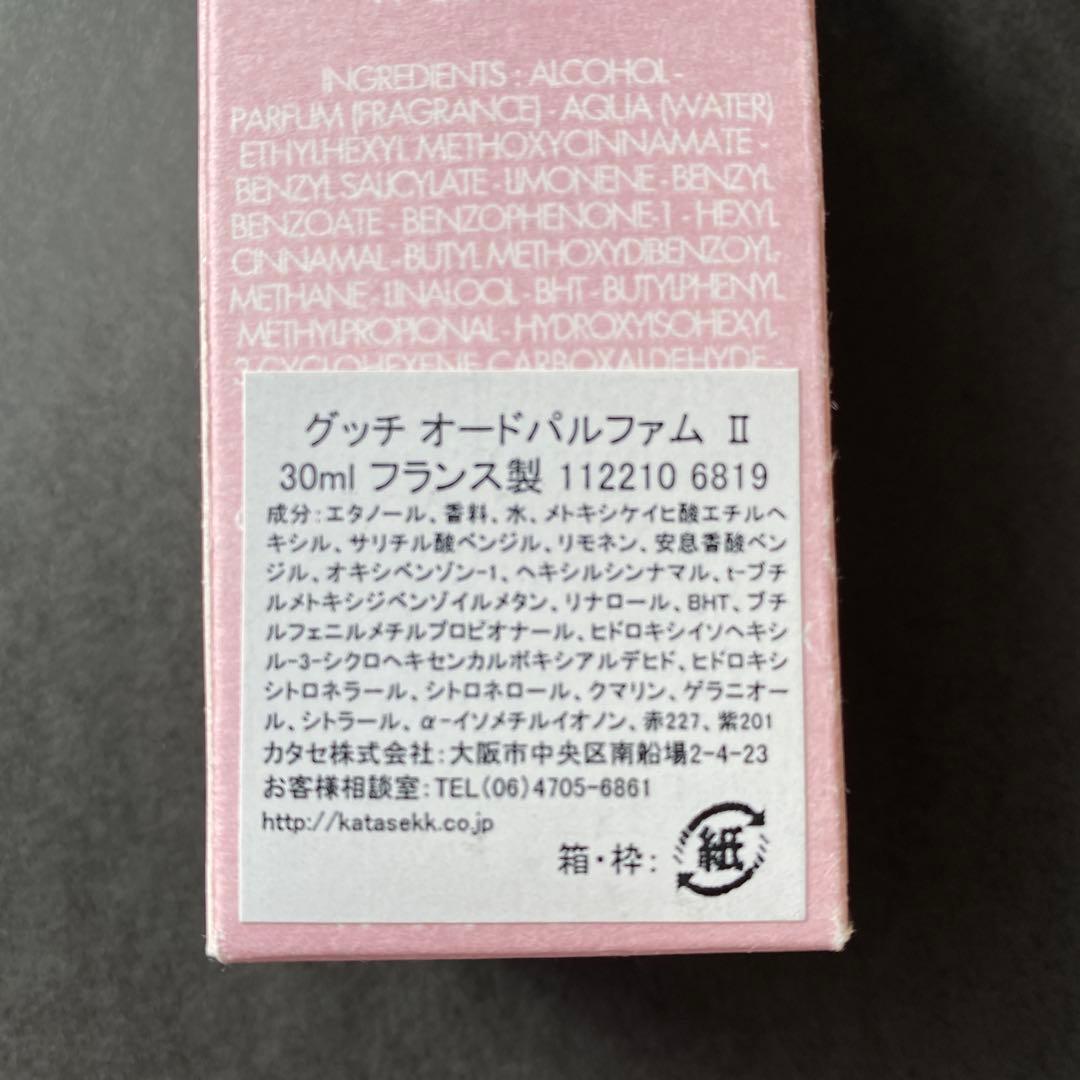 INGREDIENTS : ALCOHOL -
PARFUM (FRAGRANCE) - AQUA (WATER)
ETHYLHEXYL METHOXYCINNAMATE -
BENZYL SALICYLATE - LIMONENE - BENZYL
BENZOATE - BENZOPHENONE-1 - HEXYL
CINNAMAL - BUTYL METHOXYDIBENZOYL-
METHANE - LINALOOL - BHT - BUTYLPHENYL
METHYLPROPIONAL - HYDROXYISOHEXYL
3-CYCLOHEXENE CARBOXALDEHYDE -
グッチ オードパルファム Ⅱ
30ml フランス製 112210 6819
成分:エタノール、香料、水、メトキシケイヒ酸エチルヘ
キシル、サリチル酸ベンジル、リモネン、安息香酸ベン
ジル、オキシベンゾン-1、ヘキシルシンナマル、t-ブチ
ルメトキシジベンゾイルメタン、リナロール、BHT、ブチ
ルフェニルメチルプロピオナール、ヒドロキシイソヘキシ
ル-3-シクロヘキセンカルボキシアルデヒド、ヒドロキシ
シトロネラール、シトロネロール、クマリン、ゲラニオー
ル、シトラール、α-イソメチルイオノン、赤227、紫201
カタセ株式会社:大阪市中央区南船場2-4-23
お客様相談室:TEL(06)4705-6861
http://katasekk.co.jp
箱・枠: 紙